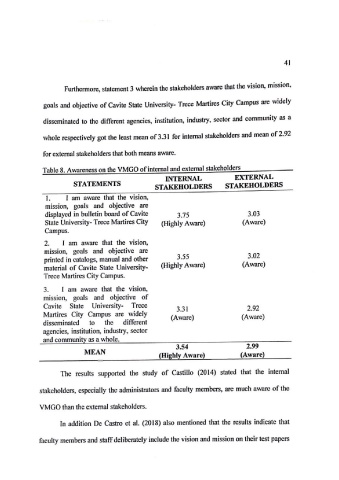 41
Furthermore, statement 3 wherein the stakeholders aware that the vision, mission,
goals and objective of Cavite State University- Trece Martires City Campus are widely
disseminated to the different agencies, institution, industry, sector and community as a
whole respectively got the least mean of 3.31 for internal stakeholders and mean of 2.92
for external stakeholders that both means aware.
Table 8. Awareness on the VMGO of internal and external stakeholders
STATEMENTS INTERNAL STAKEHOLDERS EXTERNAL STAKEHOLDERS
1. I am aware that the vision,
mission, goals and objective are
displayed in bulletin board of Cavite
State University- Trece Martires City
Campus.
3.75 (Highly Aware)
3.03 (Aware)
2. I am aware that the vision,
mission, goals and objective are
printed in catalogs, manual and other
material of Cavite State University-
Trece Martires City Campus.
3.55 (Highly Aware)
3.02 (Aware)
3. I am aware that the vision,
mission, goals and objective of
Cavite State University- Trece
Martires City Campus are widely
disseminated to the different
agencies, institution, industry, sector
and community as a whole.
3.31 (Aware)
2.92 (Aware)
MEAN 3.54 (Highly Aware) 2.99 (Aware)
The results supported the study of Castillo (2014) stated that the internal
stakeholders, especially the administrators and faculty members, are much aware of the
VMGO than the external stakeholders.
In addition De Castro et al. (2018) also mentioned that the results indicate that
faculty members and staff deliberately include the vision and mission on their test papers